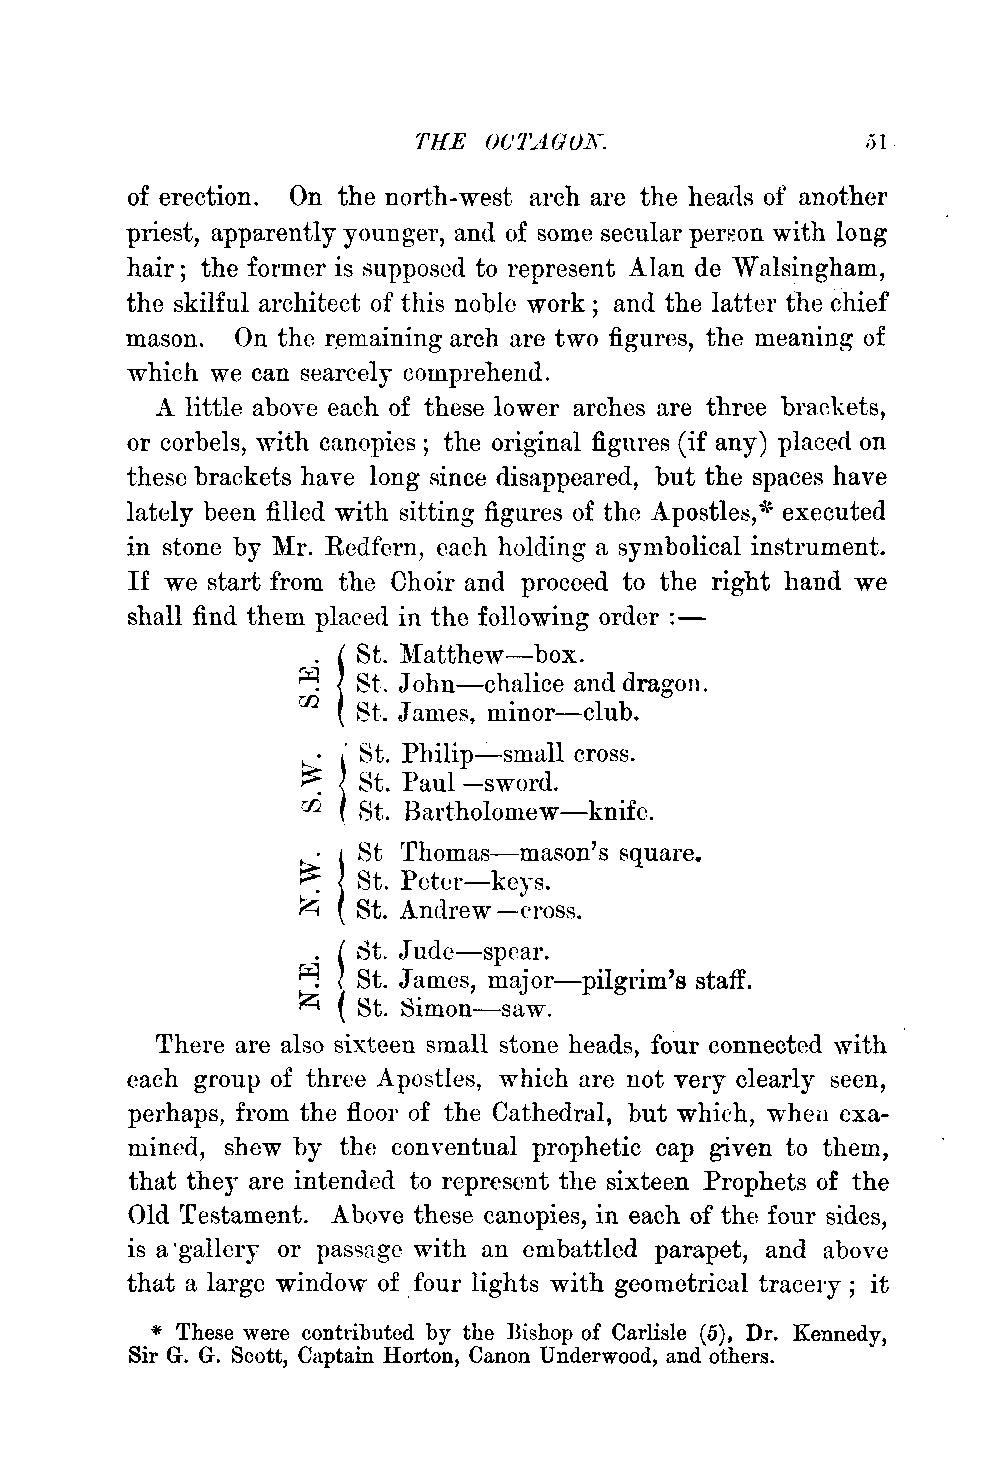 THE OCTAGON. 51
of erection. On the north-west arch are the heads of another
priest, apparently younger, and of some secular person with long
hair; the former is supposed to represent Alan de Walsingham,
the skilful architect of this noble work; and the latter the chief
mason. On the remaining arch are two figures, the meaning of
which we can scarcely comprehend.
A little above each of these lower arches are three brackets,
or corbels, with canopies; the original figures (if any) placed on
these brackets have long since disappeared, but the spaces have
lately been filled with sitting figures of the Apostles,* executed
in stone by Mr. Redfern, each holding a symbolical instrument.
If we start from the Choir and proceed to the right hand we
shall find them placed in the following order :—
S.E.
St. Matthew—box.
St. John—chalice and dragon.
St. James, minor—club.
S.W.
St. Philip—small cross.
St. Paul—sword.
St. Bartholomew—knife.
N.W.
St Thomas—mason's square.
St. Peter—keys.
St. Andrew—cross.
N.E.
St. Jude—spear.
St. James, major—pilgrim's staff.
St. Simon—saw.
There are also sixteen small stone heads, four connected with
each group of three Apostles, which are not very clearly seen,
perhaps, from the floor of the Cathedral, but which, when exa-
mined, shew by the conventual prophetic cap given to them,
that they are intended to represent the sixteen Prophets of the
Old Testament. Above these canopies, in each of the four sides,
is a gallery or passage with an embattled parapet, and above
that a large window of four lights with geometrical tracery; it
* These were contributed by the Bishop of Carlisle (5), Dr. Kennedy,
Sir G. G. Scott, Captain Horton, Canon Underwood, and others.